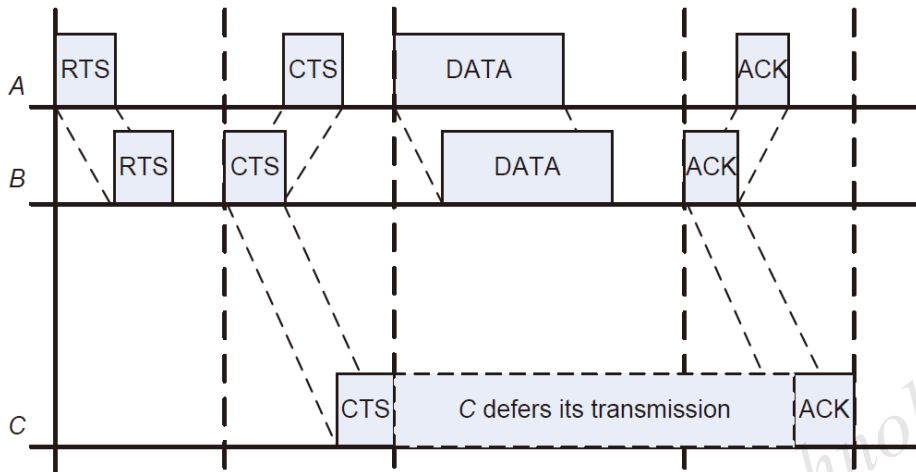 RTS CTS DATA ACK
A
RTS CTS DATA ACK
B
CTS C defers its transmission ACK
C